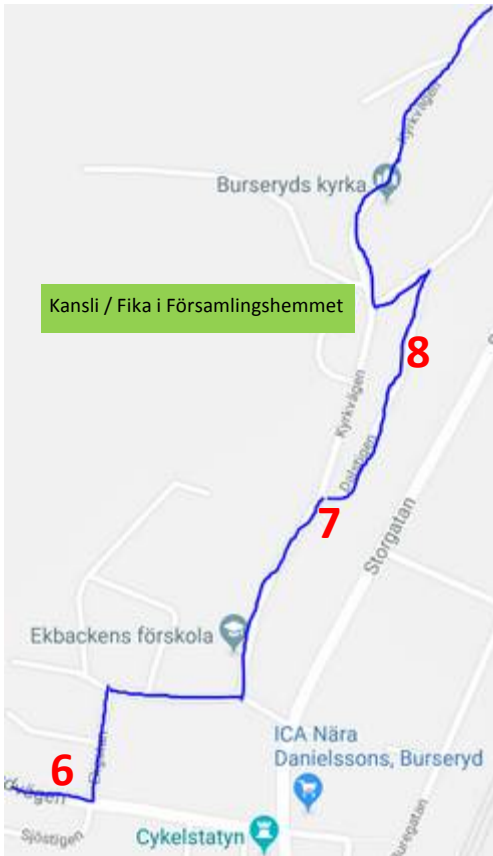 Kyrkvägen
Burseryds kyrka
Kansli / Fika i Församlingshemmet
8
Kyrkvägen
Dalstigen
7
Storgatan
Ekbackens förskola
ICA Nära
Danielssons, Burseryd
6
Sjöstigen
Cykelstatyn